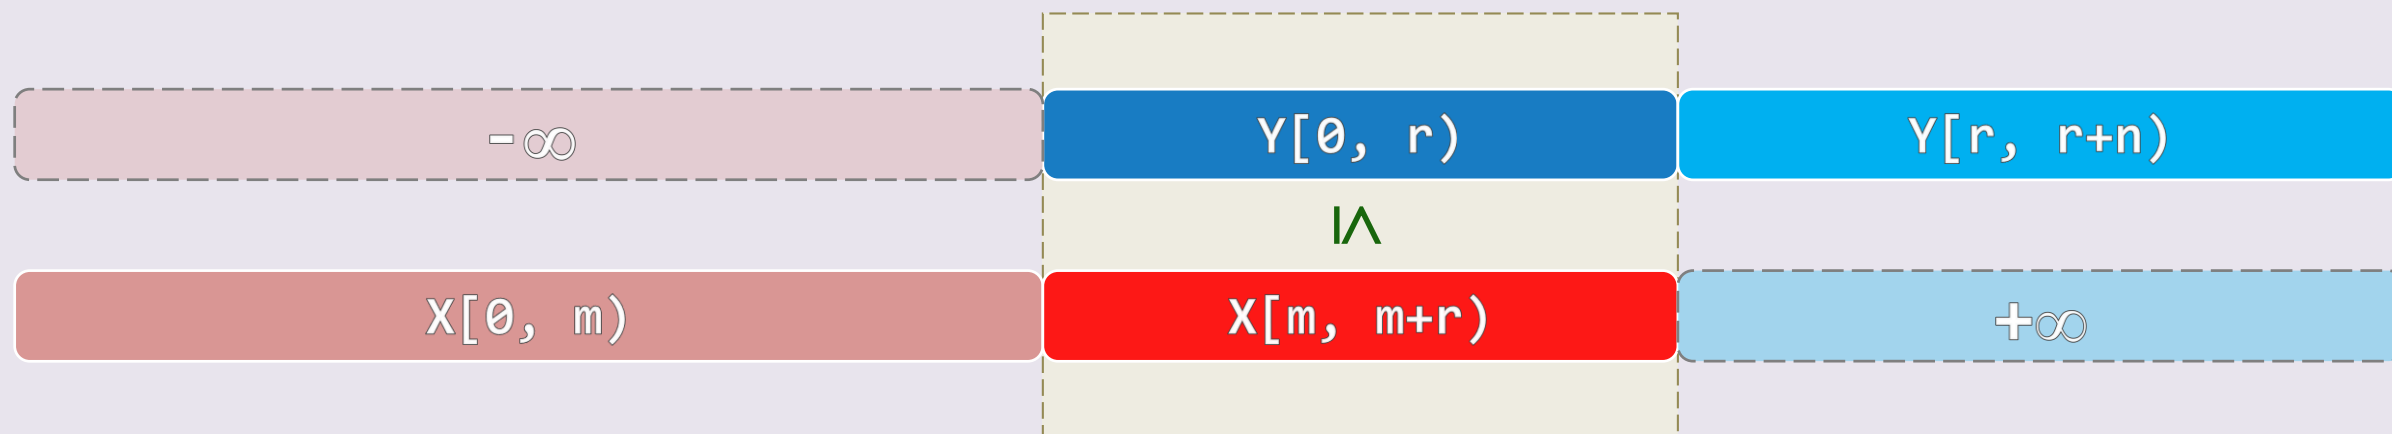 -∞ Y[0, r) Y[r, r+n)
≤
X[0, m) X[m, m+r) +∞